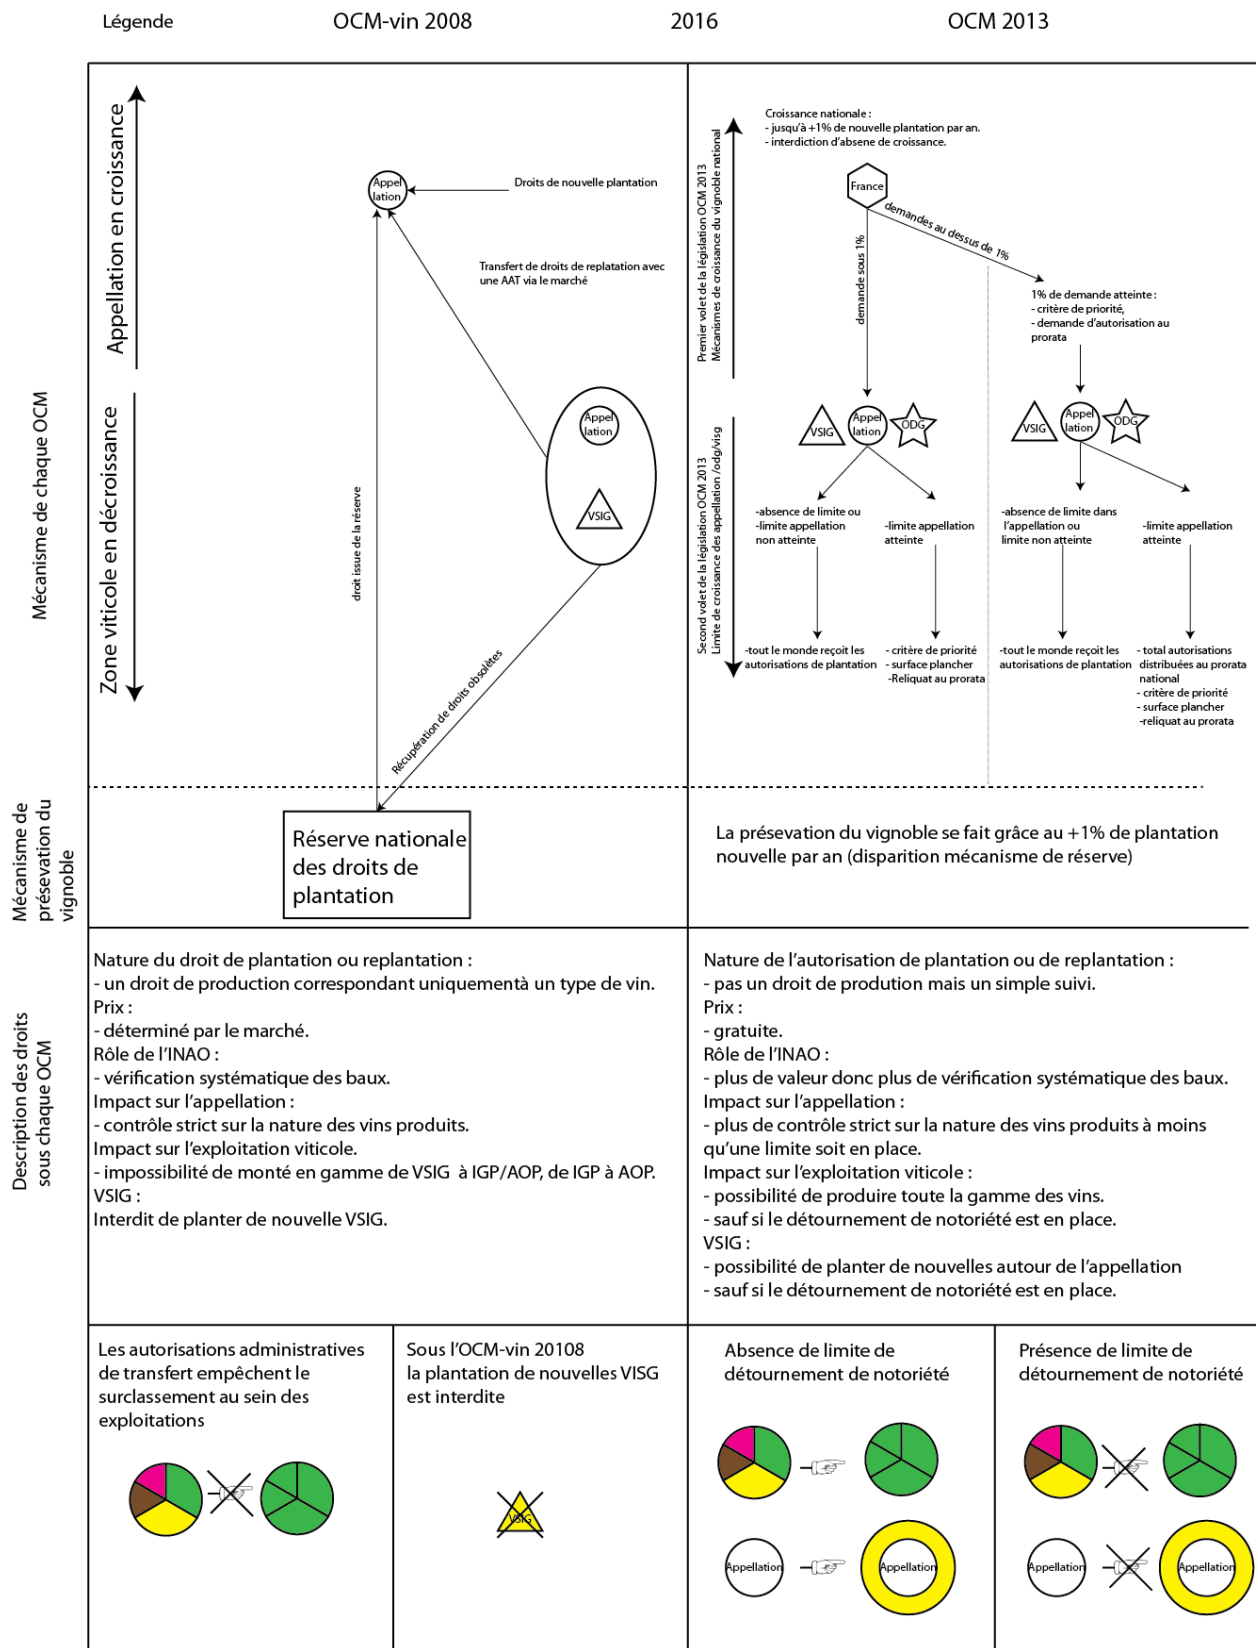 Légende
OCM-vin 2008
2016
OCM 2013
Appellation en croissance
Zone viticole en décroissance
Mécanisme de chaque OCM
Appel
lation
Droits de nouvelle plantation
Transfert de droits de replatation avec
une AAT via le marché
droit issue de la réserve
Appel
lation
VSIG
Récupération de droits obsolètes
Croissance nationale :
- jusqu'à +1% de nouvelle plantation par an.
- interdiction d'absene de croissance.
Premier volet de la législation OCM 2013
Mécanismes de croissance du vignoble national
France
demandes au dessus de 1%
demande sous 1%
1% de demande atteinte :
- critère de priorité,
- demande d'autorisation au
prorata
Second volet de la législation OCM 2013
Limite de croissance des appellation /odg/visg
VSIG
Appel
lation
ODG
VSIG
Appel
lation
ODG
-absence de limite ou
-limite appellation
non atteinte
-limite appellation
atteinte
-absence de limite dans
l'appellation ou
limite non atteinte
-limite appellation
atteinte
-tout le monde reçoit les
autorisations de plantation
- critère de priorité
- surface plancher
-Reliquat au prorata
-tout le monde reçoit les
autorisations de plantation
- total autorisations
distribuées au prorata
national
- critère de priorité
- surface plancher
-reliquat au prorata
Mécanisme de
présevation du
vignoble
Réserve nationale
des droits de
plantation
La présevation du vignoble se fait grâce au +1% de plantation
nouvelle par an (disparition mécanisme de réserve)
Description des droits
sous chaque OCM
Nature du droit de plantation ou replantation :
- un droit de production correspondant uniquementà un type de vin.
Prix :
- déterminé par le marché.
Rôle de l'INAO :
- vérification systématique des baux.
Impact sur l'appellation :
- contrôle strict sur la nature des vins produits.
Impact sur l'exploitation viticole.
- impossibilité de monté en gamme de VSIG à IGP/AOP, de IGP à AOP.
VSIG :
Interdit de planter de nouvelle VSIG.
Nature de l'autorisation de plantation ou de replantation :
- pas un droit de prodution mais un simple suivi.
Prix :
- gratuite.
Rôle de l'INAO :
- plus de valeur donc plus de vérification systématique des baux.
Impact sur l'appellation :
- plus de contrôle strict sur la nature des vins produits à moins
qu'une limite soit en place.
Impact sur l'exploitation viticole :
- possibilité de produire toute la gamme des vins.
- sauf si le détournement de notoriété est en place.
VSIG :
- possibilité de planter de nouvelles autour de l'appellation
- sauf si le détournement de notoriété est en place.
Les autorisations administratives
de transfert empêchent le
surclassement au sein des
exploitations
Sous l'OCM-vin 20108
la plantation de nouvelles VISG
est interdite
VSIG
Absence de limite de
détournement de notoriété
Appellation
Appellation
Présence de limite de
détournement de notoriété
Appellation
Appellation